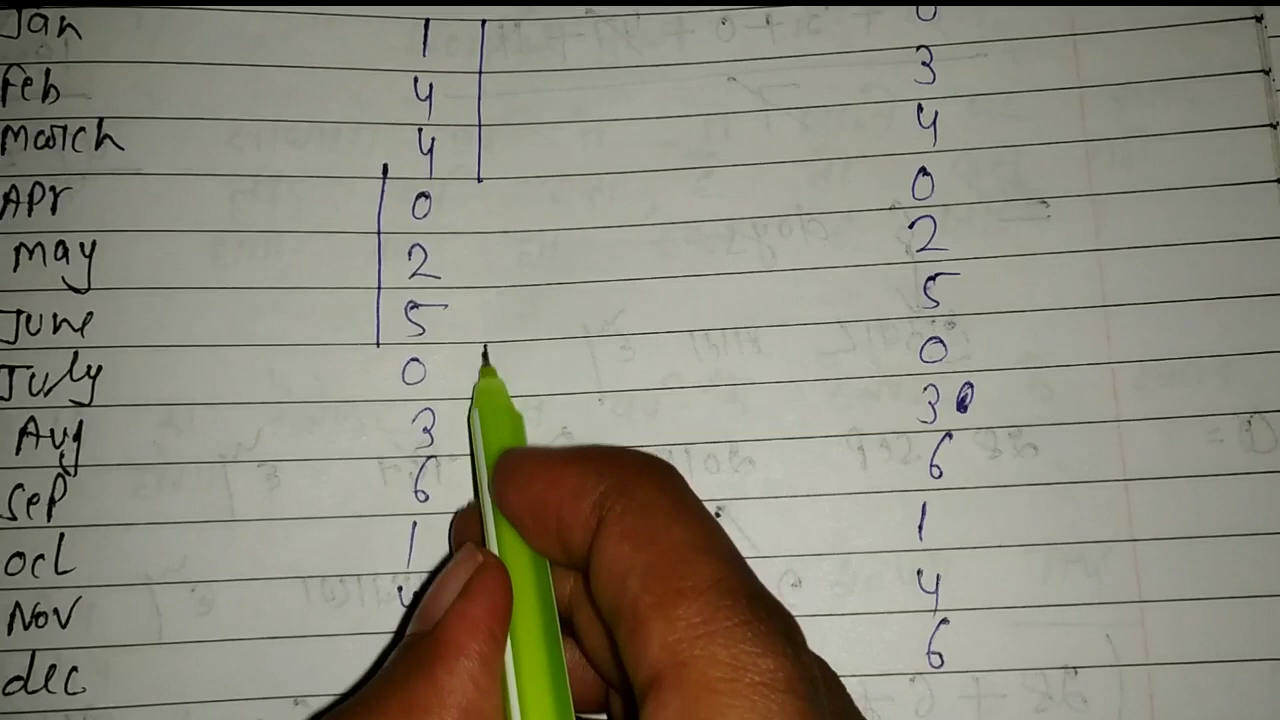 Jan 1 0
Feb 4 3
March 4 4
APr 0 0
may 2 2
June 5 5
July 0 0
Aug 3 3
SeP 6 6
oct 1 1
Nov 4 4
dec 6